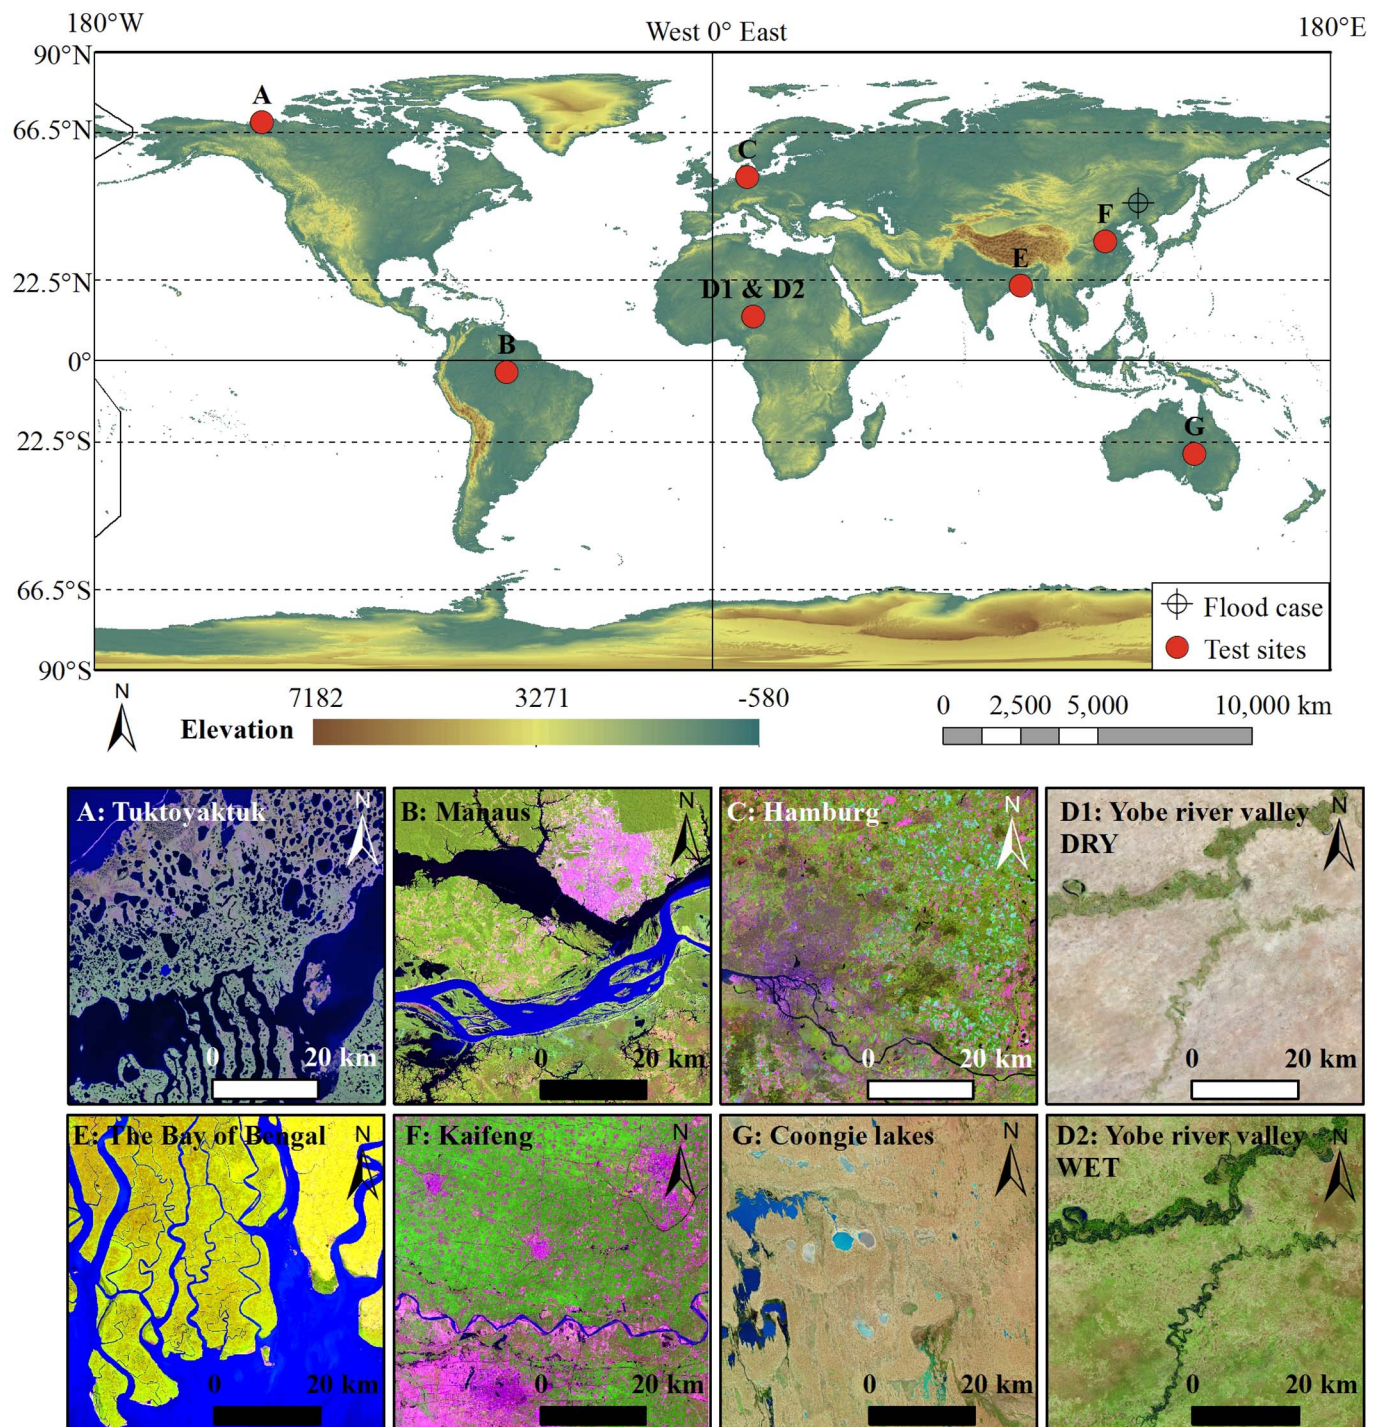 180°W
West 0° East
180°E
90°N
A
66.5°N
C
F
E
22.5°N
D1 & D2
B
0°
G
22.5°S
66.5°S
Flood case
Test sites
90°S
N
7182
3271
-580
Elevation
0
2,500
5,000
10,000 km
A: Tuktoyaktuk
N
0
20 km
B: Manaus
N
0
20 km
C: Hamburg
N
0
20 km
D1: Yobe river valley
DRY
N
0
20 km
E: The Bay of Bengal
N
0
20 km
F: Kaifeng
N
0
20 km
G: Coongie lakes
N
0
20 km
D2: Yobe river valley
WET
N
0
20 km